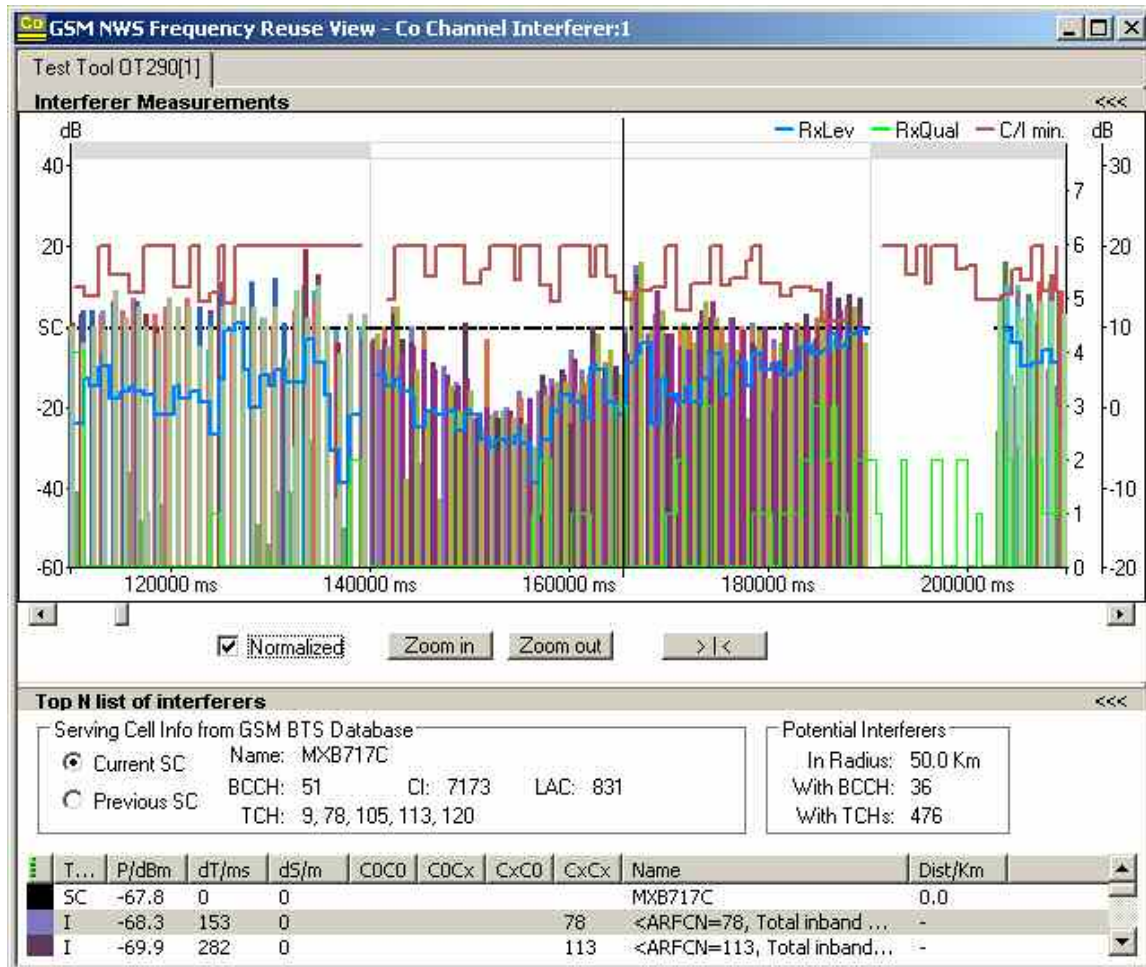 Co GSM NWS Frequency Reuse View - Co Channel Interferer:1
Test Tool OT290[1]
Interferer Measurements <<<
dB RxLev RxQual C/I min. dB
40 7 30
20 6 20
5
SC 10
4
-20 3 -0
2
-40 -10
1
-60 0 -20
120000 ms 140000 ms 160000 ms 180000 ms 200000 ms
Normalized Zoom in Zoom out > | <
Top N list of interferers <<<
Serving Cell Info from GSM BTS Database Potential Interferers
Current SC Name: MXB717C In Radius: 50.0 Km
BCCH: 51 CI: 7173 LAC: 831 With BCCH: 36
Previous SC TCH: 9, 78, 105, 113, 120 With TCHs: 476
T... P/dBm dT/ms dS/m C0C0 C0Cx CxC0 CxCx Name Dist/Km
SC -67.8 0 0 MXB717C 0.0
I -68.3 153 0 78 <ARFCN=78, Total inband ... -
I -69.9 282 0 113 <ARFCN=113, Total inband... -